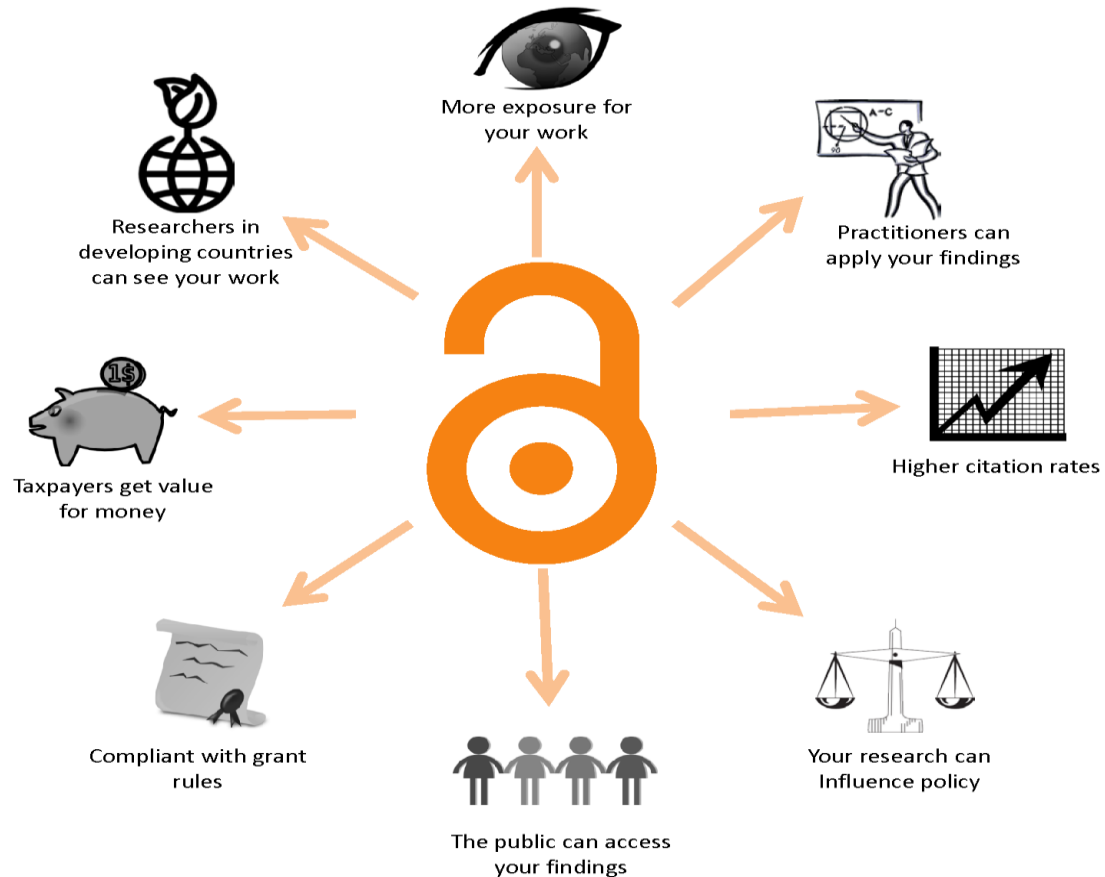 More exposure for
your work
A-C
90
Practitioners can
apply your findings
Researchers in
developing countries
can see your work
1$
Higher citation rates
Taxpayers get value
for money
Compliant with grant
rules
Your research can
Influence policy
The public can access
your findings